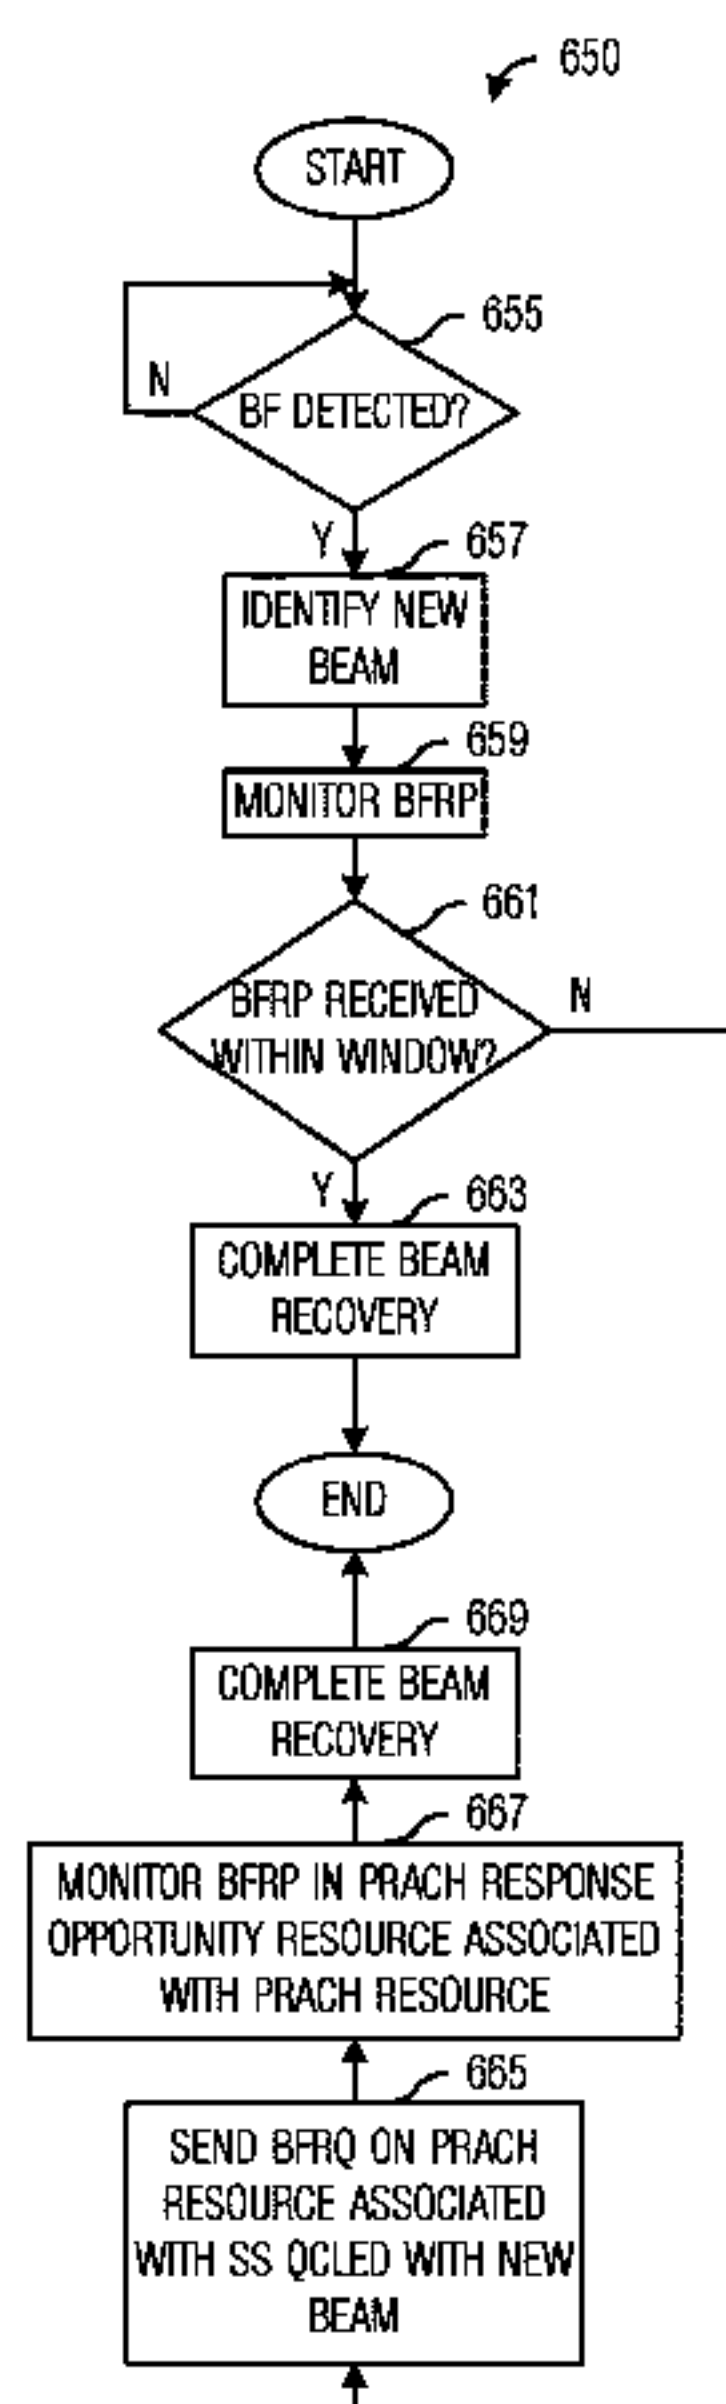 650
START
655
N
BF DETECTED?
Y
657
IDENTIFY NEW
BEAM
659
MONITOR BFRP
661
BFRP RECEIVED
WITHIN WINDOW?
N
Y
663
COMPLETE BEAM
RECOVERY
END
669
COMPLETE BEAM
RECOVERY
667
MONITOR BFRP IN PRACH RESPONSE
OPPORTUNITY RESOURCE ASSOCIATED
WITH PRACH RESOURCE
665
SEND BFRQ ON PRACH
RESOURCE ASSOCIATED
WITH SS QCLED WITH NEW
BEAM